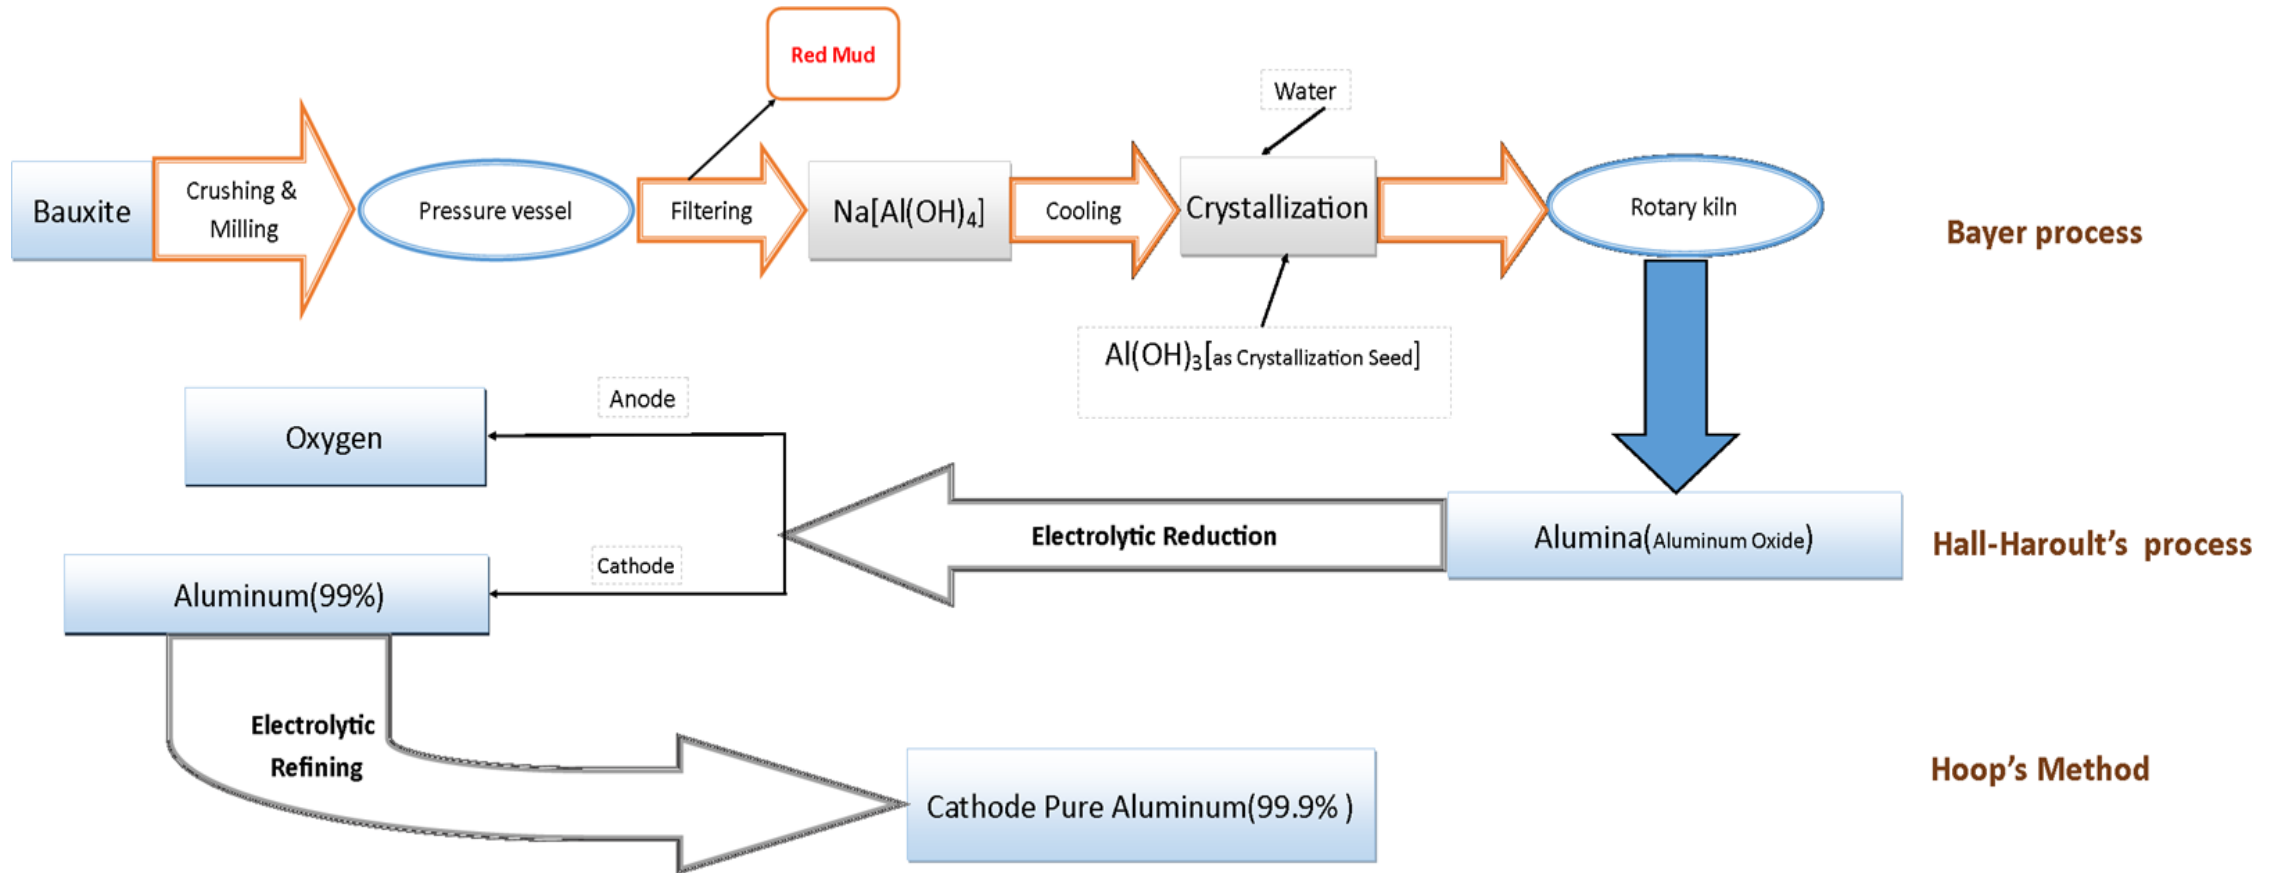 Red Mud
Water
Bauxite
Crushing &
Milling
Pressure vessel
Filtering
Na[Al(OH)₄]
Cooling
Crystallization
Rotary kiln
Bayer process
Al(OH)₃[as Crystallization Seed]
Anode
Oxygen
Electrolytic Reduction
Alumina(Aluminum Oxide)
Hall-Haroult’s process
Cathode
Aluminum(99%)
Electrolytic
Refining
Cathode Pure Aluminum(99.9% )
Hoop’s Method